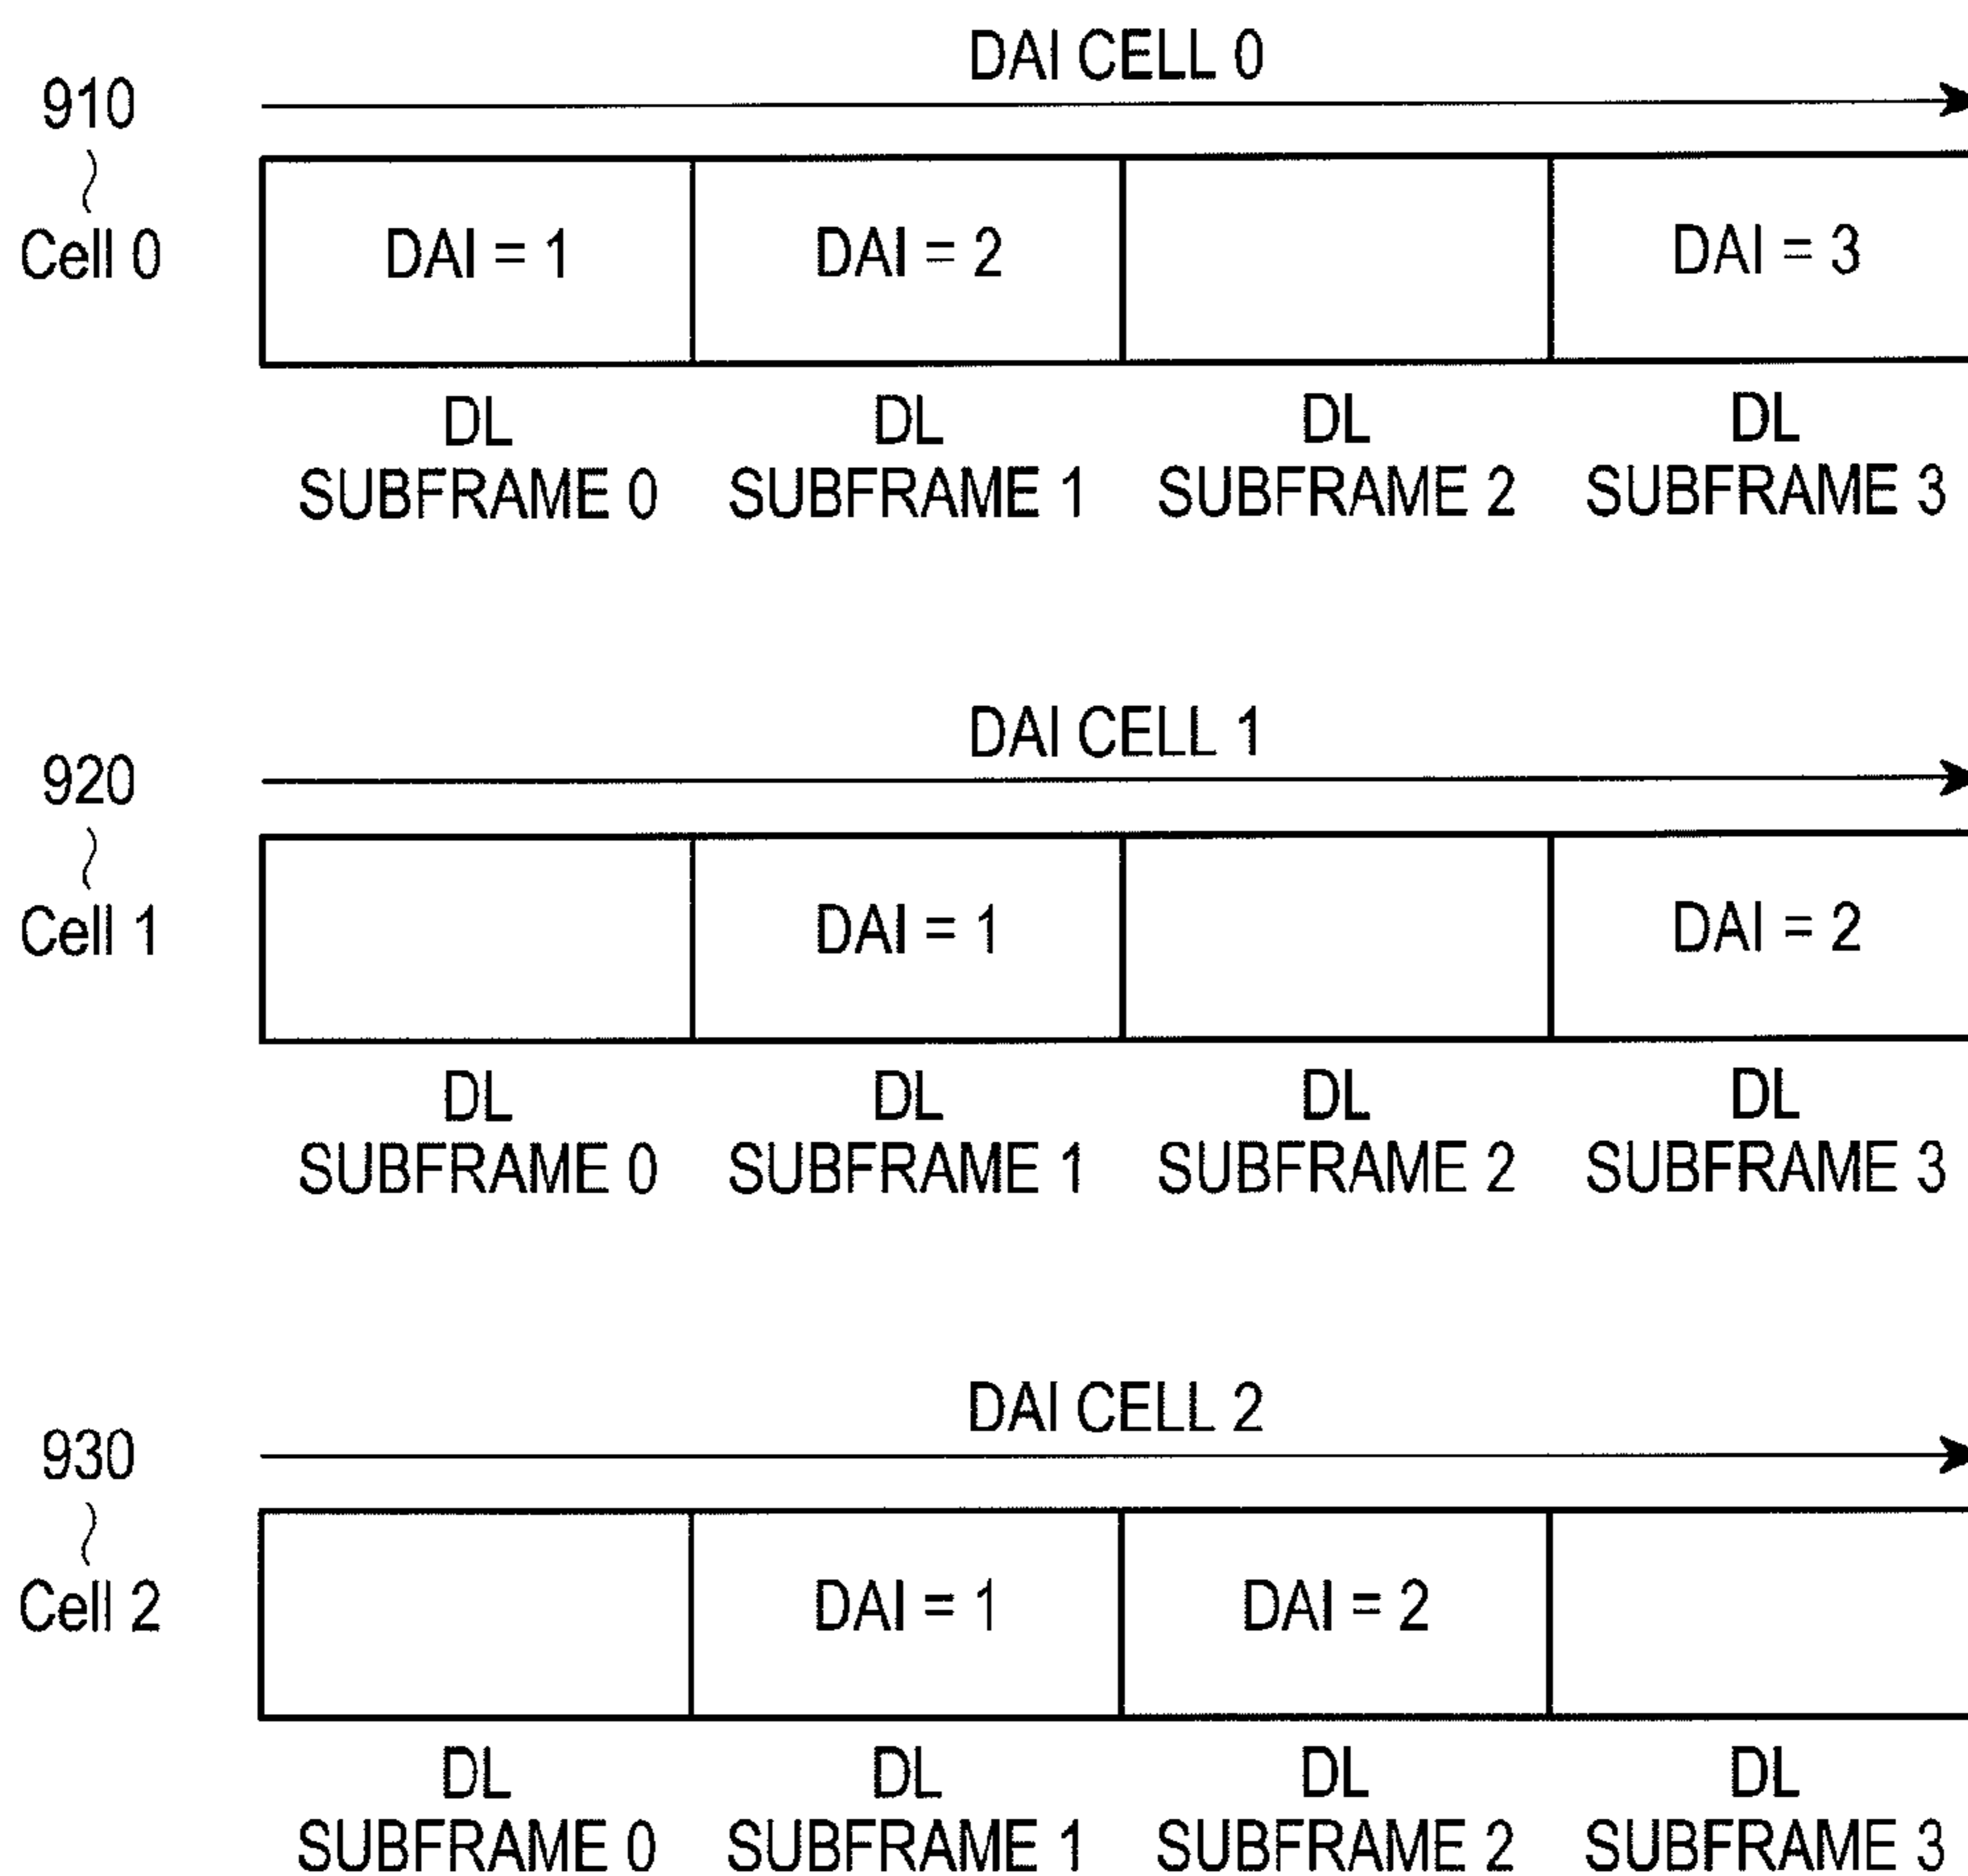 DAI CELL 0
910
Cell 0
DAI = 1 DAI = 2 DAI = 3
DL DL DL DL
SUBFRAME 0 SUBFRAME 1 SUBFRAME 2 SUBFRAME 3
DAI CELL 1
920
Cell 1
DAI = 1 DAI = 2
DL DL DL DL
SUBFRAME 0 SUBFRAME 1 SUBFRAME 2 SUBFRAME 3
DAI CELL 2
930
Cell 2
DAI = 1 DAI = 2
DL DL DL DL
SUBFRAME 0 SUBFRAME 1 SUBFRAME 2 SUBFRAME 3